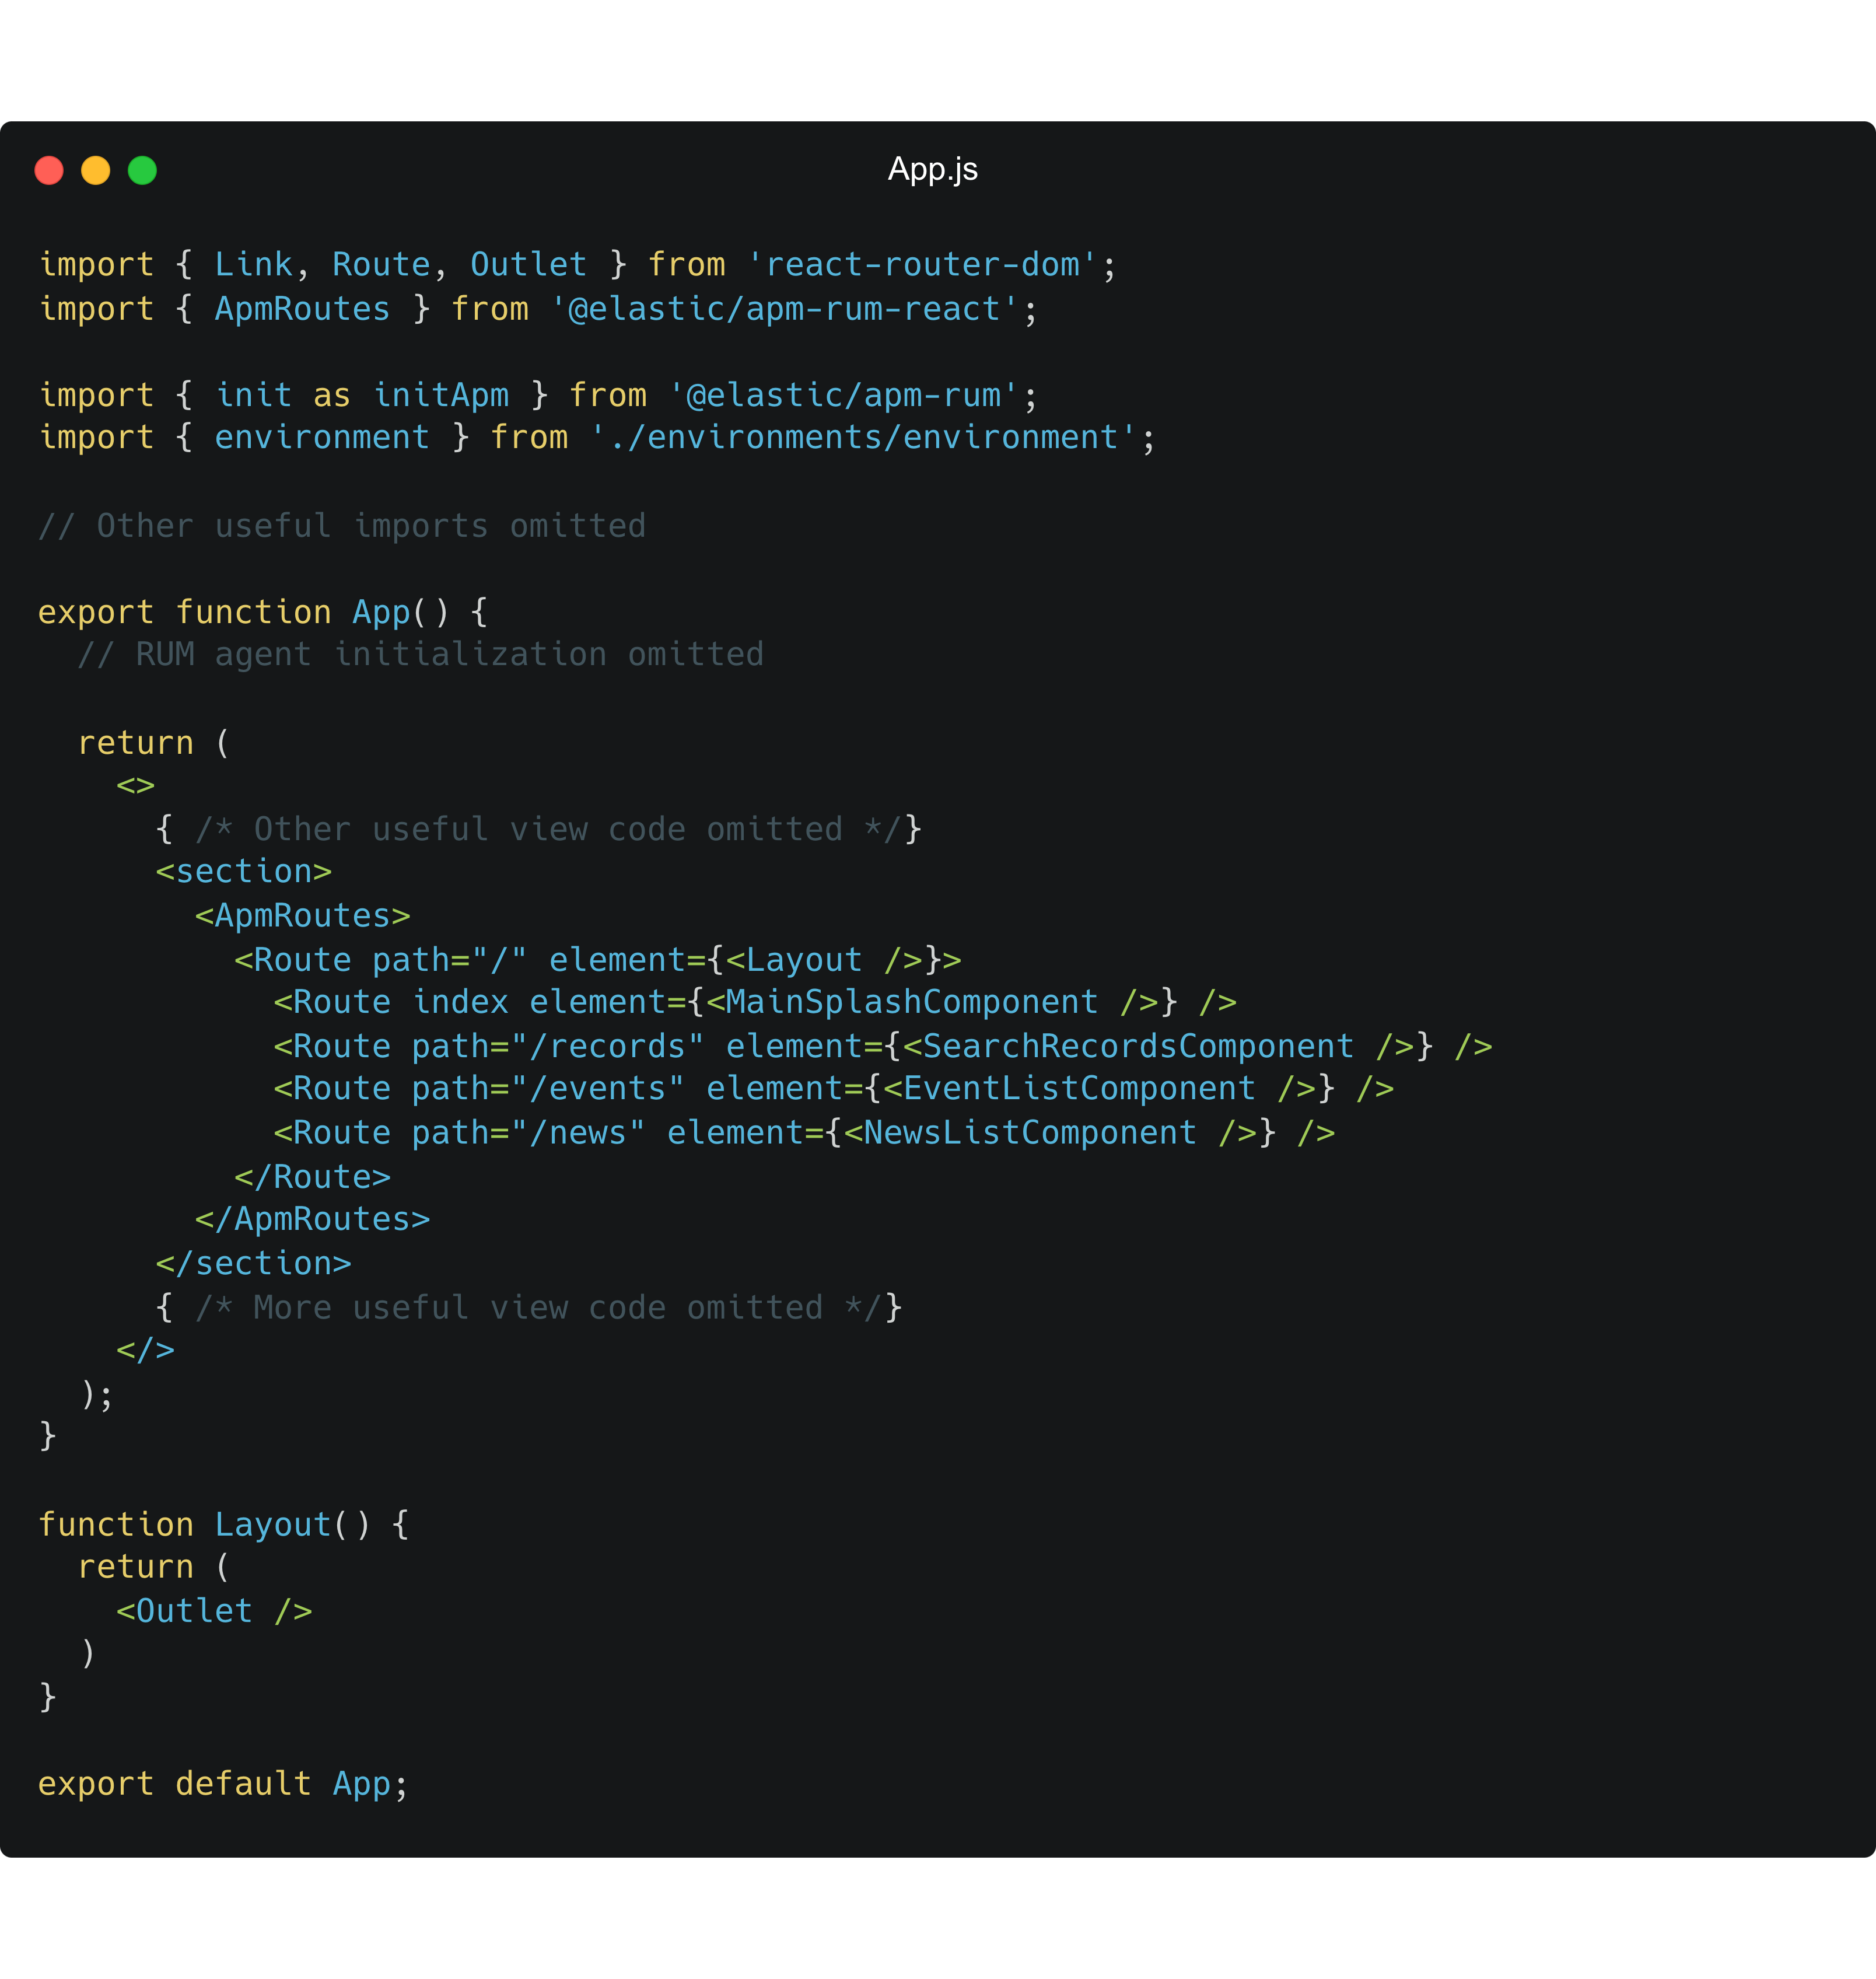 App.js
import { Link, Route, Outlet } from 'react-router-dom';
import { ApmRoutes } from '@elastic/apm-rum-react';
import { init as initApm } from '@elastic/apm-rum';
import { environment } from './environments/environment';
// Other useful imports omitted
export function App() {
  // RUM agent initialization omitted
  return (
    <>
      { /* Other useful view code omitted */}
      <section>
        <ApmRoutes>
          <Route path="/" element={<Layout />}>
            <Route index element={<MainSplashComponent />} />
            <Route path="/records" element={<SearchRecordsComponent />} />
            <Route path="/events" element={<EventListComponent />} />
            <Route path="/news" element={<NewsListComponent />} />
          </Route>
        </ApmRoutes>
      </section>
      { /* More useful view code omitted */}
    </>
  );
}
function Layout() {
  return (
    <Outlet />
  )
}
export default App;